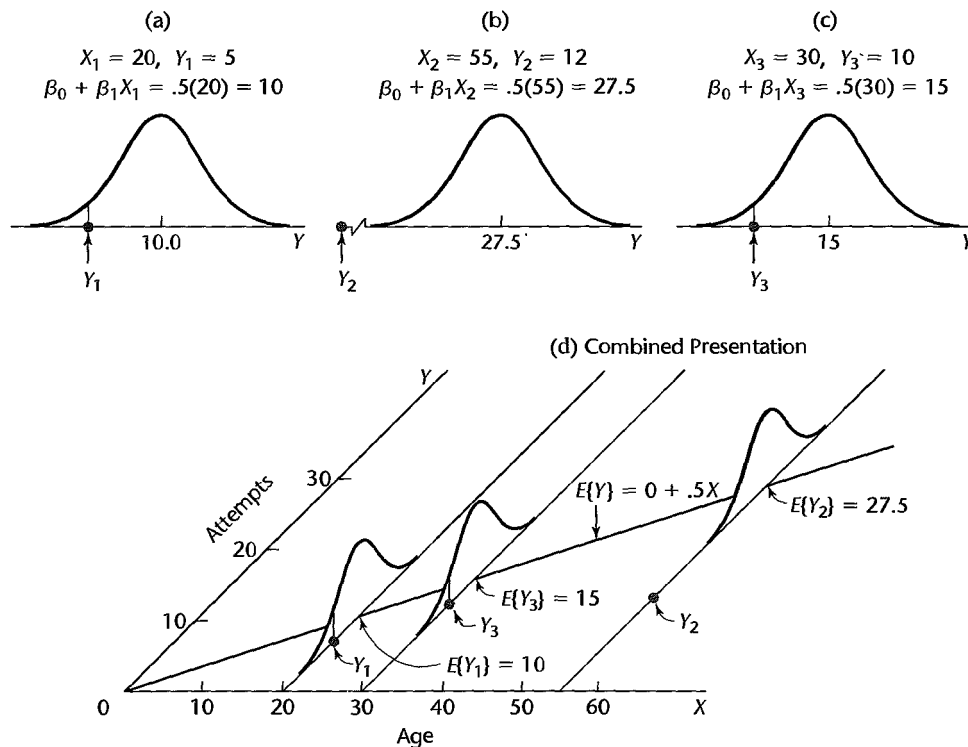 (a)
X₁ = 20, Y₁ = 5
β₀ + β₁X₁ = .5(20) = 10
10.0
Y
Y₁
(b)
X₂ = 55, Y₂ = 12
β₀ + β₁X₂ = .5(55) = 27.5
27.5
Y
Y₂
(c)
X₃ = 30, Y₃ = 10
β₀ + β₁X₃ = .5(30) = 15
15
Y
Y₃
(d) Combined Presentation
Y
Attempts
30
20
10
E{Y} = 0 + .5X
E{Y₂} = 27.5
E{Y₃} = 15
Y₃
Y₂
Y₁
E{Y₁} = 10
0 10 20 30 40 50 60 X
Age